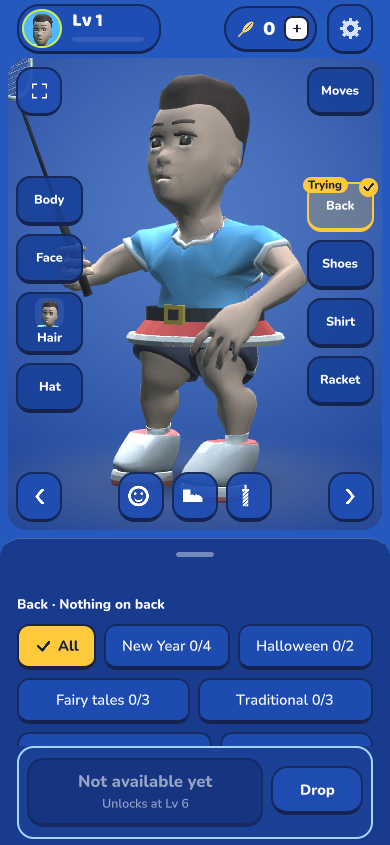 Lv 1
0
+
Moves
Trying
Back
Body
Face
Shoes
Hair
Shirt
Hat
Racket
Back · Nothing on back
All
New Year 0/4
Halloween 0/2
Fairy tales 0/3
Traditional 0/3
Not available yet
Unlocks at Lv 6
Drop